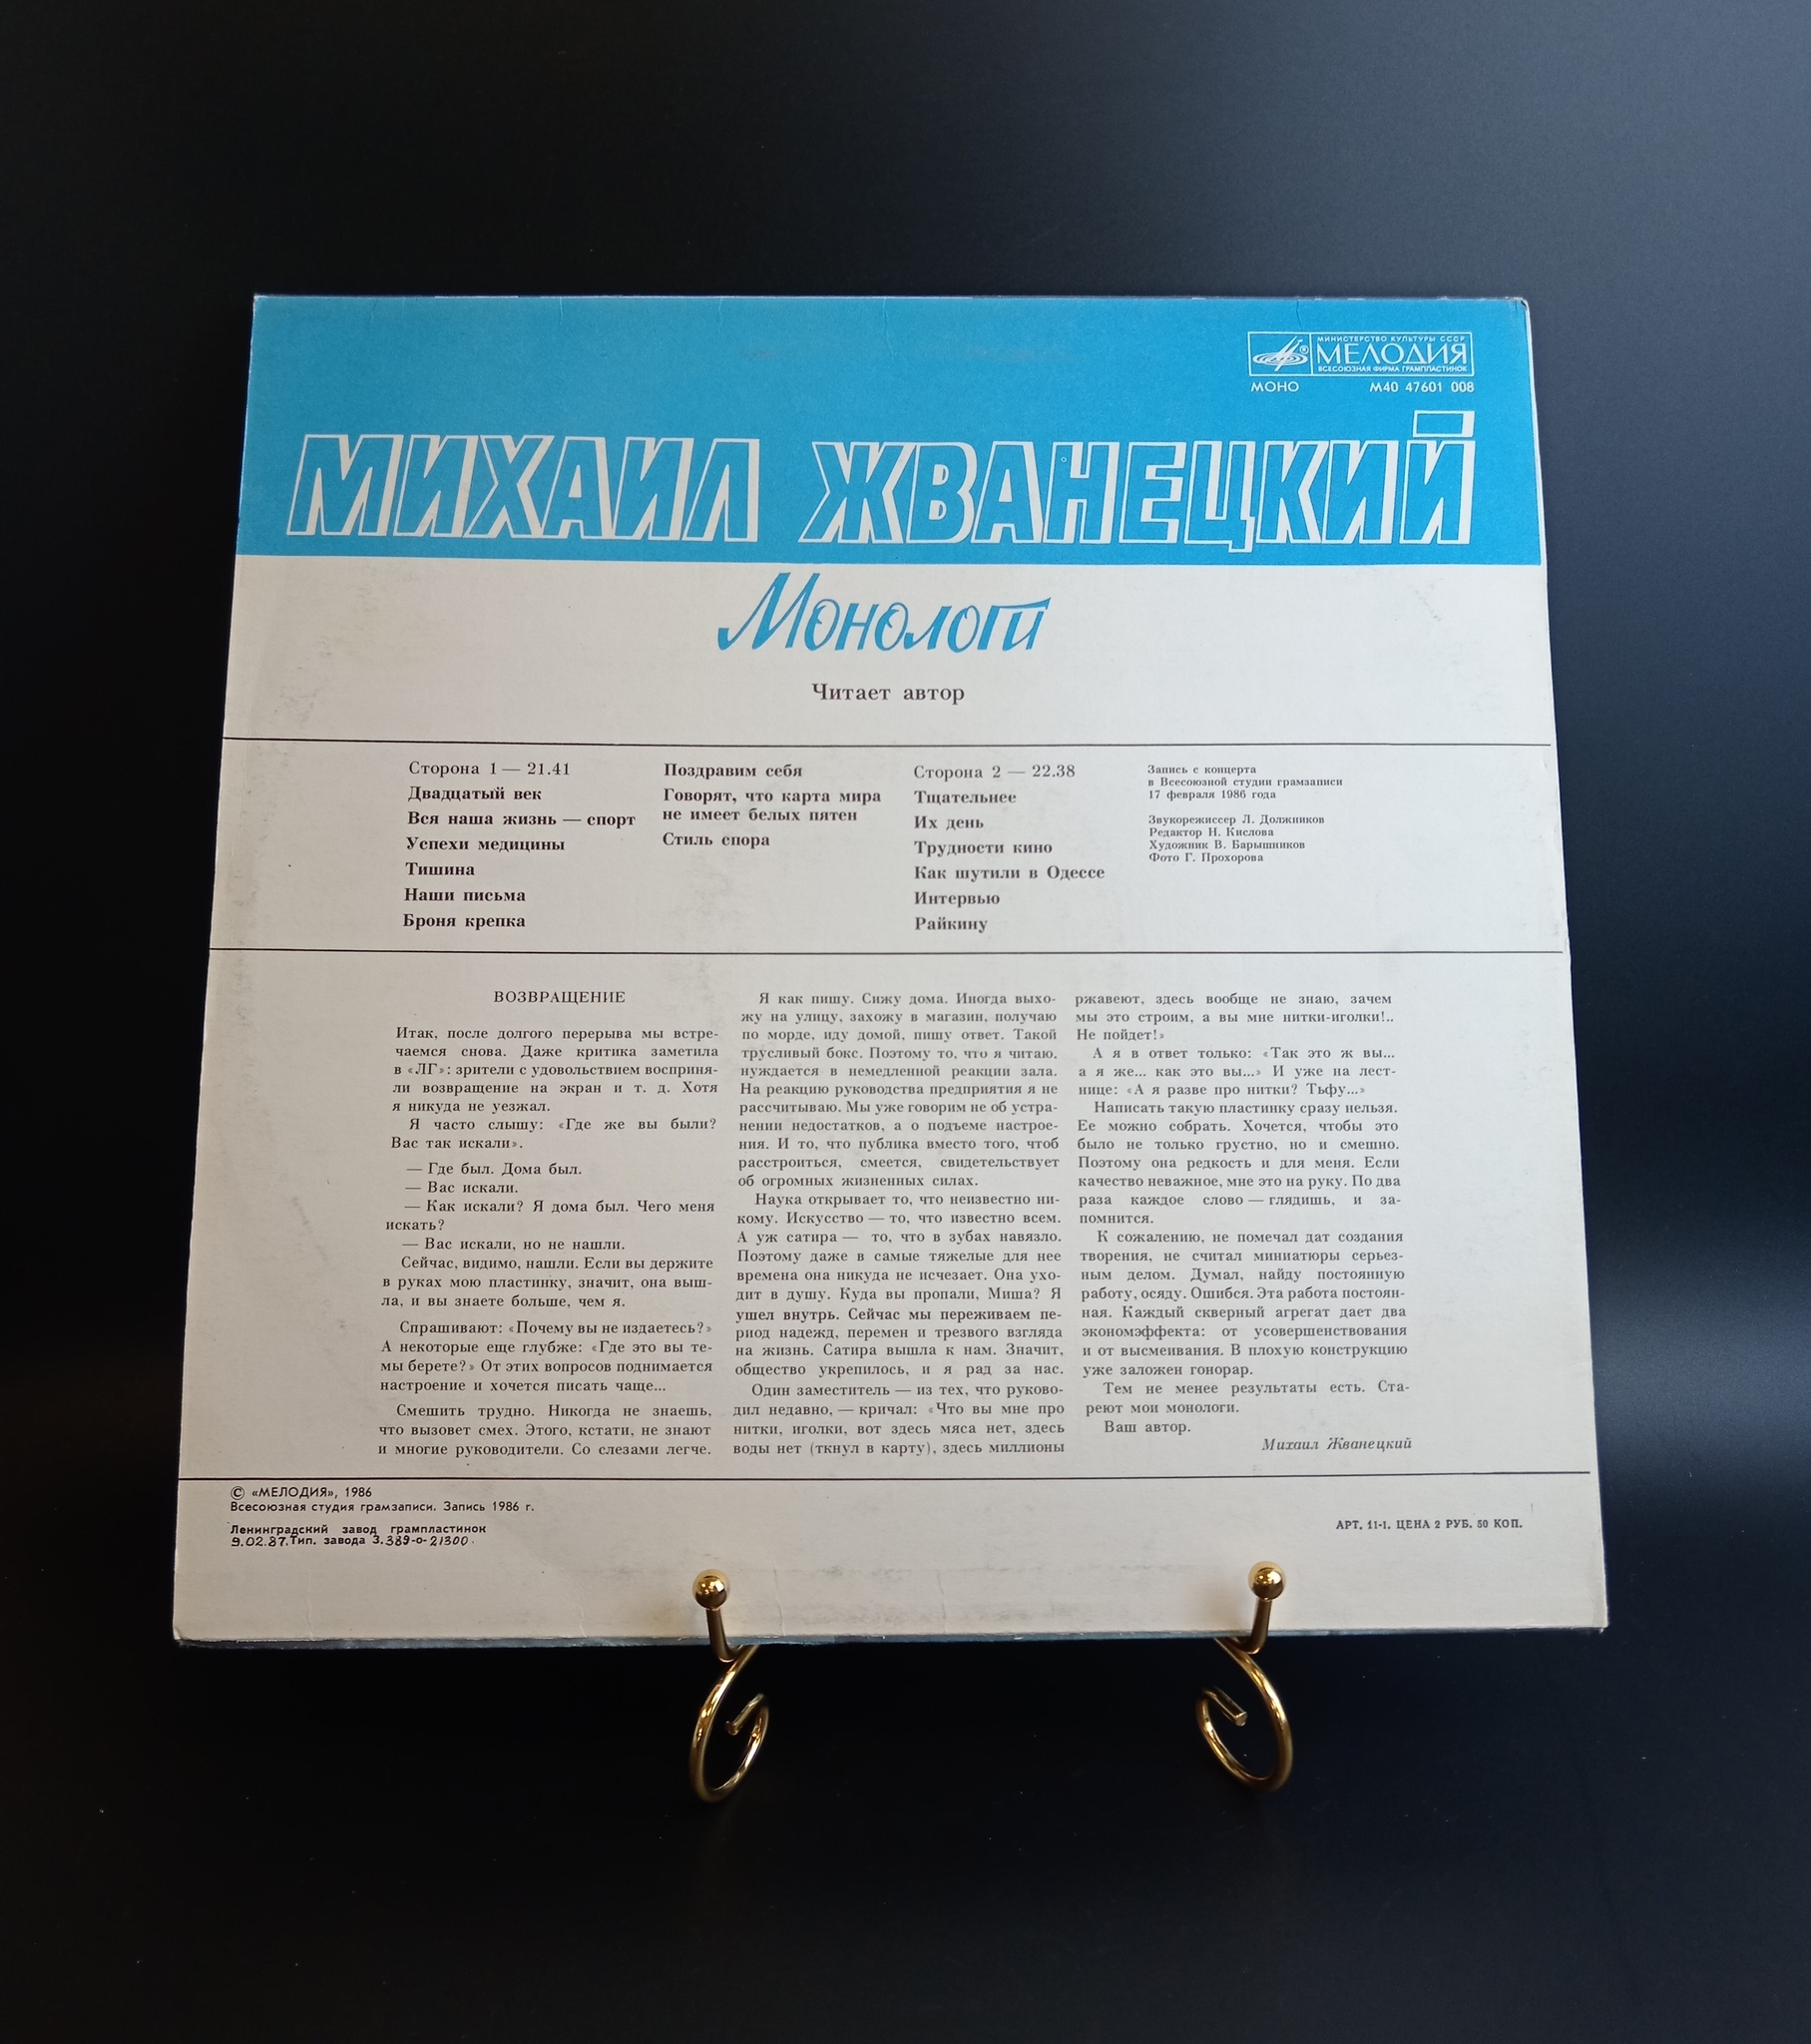 МИНИСТЕРСТВО КУЛЬТУРЫ СССР
МЕЛОДИЯ
ВСЕСОЮЗНАЯ ФИРМА ГРАМПЛАСТИНОК
МОНО М40 47601 008
МИХАИЛ ЖВАНЕЦКИЙ
Монологи
Читает автор
Сторона 1 — 21.41
Двадцатый век
Вся наша жизнь — спорт
Успехи медицины
Тишина
Наши письма
Броня крепка
Поздравим себя
Говорят, что карта мира
не имеет белых пятен
Стиль спора
Сторона 2 — 22.38
Тщательнее
Их день
Трудности кино
Как шутили в Одессе
Интервью
Райкину
Запись с концерта
в Всесоюзной студии грамзаписи
17 февраля 1986 года
Звукорежиссер Л. Должников
Редактор Н. Кислова
Художник В. Барышников
Фото Г. Прохорова
ВОЗВРАЩЕНИЕ
Итак, после долгого перерыва мы встре-
чаемся снова. Даже критика заметила
в «ЛГ»: зрители с удовольствием восприня-
ли возвращение на экран и т. д. Хотя
я никуда не уезжал.
Я часто слышу: «Где же вы были?
Вас так искали».
— Где был. Дома был.
— Вас искали.
— Как искали? Я дома был. Чего меня
искать?
— Вас искали, но не нашли.
Сейчас, видимо, нашли. Если вы держите
в руках мою пластинку, значит, она выш-
ла, и вы знаете больше, чем я.
Спрашивают: «Почему вы не издаетесь?»
А некоторые еще глубже: «Где это вы те-
мы берете?» От этих вопросов поднимается
настроение и хочется писать чаще...
Смешить трудно. Никогда не знаешь,
что вызовет смех. Этого, кстати, не знают
и многие руководители. Со слезами легче.
Я как пишу. Сижу дома. Иногда выхо-
жу на улицу, захожу в магазин, получаю
по морде, иду домой, пишу ответ. Такой
трусливый бокс. Поэтому то, что я читаю,
нуждается в немедленной реакции зала.
На реакцию руководства предприятия я не
рассчитываю. Мы уже говорим не об устра-
нении недостатков, а о подъеме настрое-
ния. И то, что публика вместо того, чтоб
расстроиться, смеется, свидетельствует
об огромных жизненных силах.
Наука открывает то, что неизвестно ни-
кому. Искусство — то, что известно всем.
А уж сатира — то, что в зубах навязло.
Поэтому даже в самые тяжелые для нее
времена она никуда не исчезает. Она ухо-
дит в душу. Куда вы пропали, Миша? Я
ушел внутрь. Сейчас мы переживаем пе-
риод надежд, перемен и трезвого взгляда
на жизнь. Сатира вышла к нам. Значит,
общество укрепилось, и я рад за нас.
Один заместитель — из тех, что руково-
дил недавно, — кричал: «Что вы мне про
нитки, иголки, вот здесь мяса нет, здесь
воды нет (ткнул в карту), здесь миллионы
ржавеют, здесь вообще не знаю, зачем
мы это строим, а вы мне нитки-иголки!..
Не пойдет!»
А я в ответ только: «Так это ж вы...
а я же... как это вы...» И уже на лест-
нице: «А я разве про нитки? Тьфу...»
Написать такую пластинку сразу нельзя.
Ее можно собрать. Хочется, чтобы это
было не только грустно, но и смешно.
Поэтому она редкость и для меня. Если
качество неважное, мне это на руку. По два
раза каждое слово — глядишь, и за-
помнится.
К сожалению, не помечал дат создания
творения, не считал миниатюры серьез-
ным делом. Думал, найду постоянную
работу, осяду. Ошибся. Эта работа постоян-
ная. Каждый скверный агрегат дает два
экономэффекта: от усовершенствования
и от высмеивания. В плохую конструкцию
уже заложен гонорар.
Тем не менее результаты есть. Ста-
реют мои монологи.
Ваш автор.
Михаил Жванецкий
© «МЕЛОДИЯ», 1986
Всесоюзная студия грамзаписи. Запись 1986 г.
Ленинградский завод грампластинок
9.02.87.Тип. завода З.389-о-21300.
АРТ. 11-1. ЦЕНА 2 РУБ. 50 КОП.